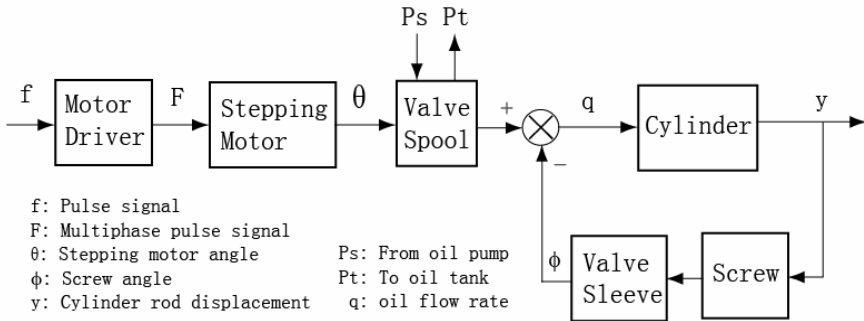 Ps Pt
f
Motor
Driver
F
Stepping
Motor
θ
Valve
Spool
+
−
q
Cylinder
y
f: Pulse signal
F: Multiphase pulse signal
θ: Stepping motor angle
ϕ: Screw angle
y: Cylinder rod displacement
Ps: From oil pump
Pt: To oil tank
q: oil flow rate
ϕ
Valve
Sleeve
Screw